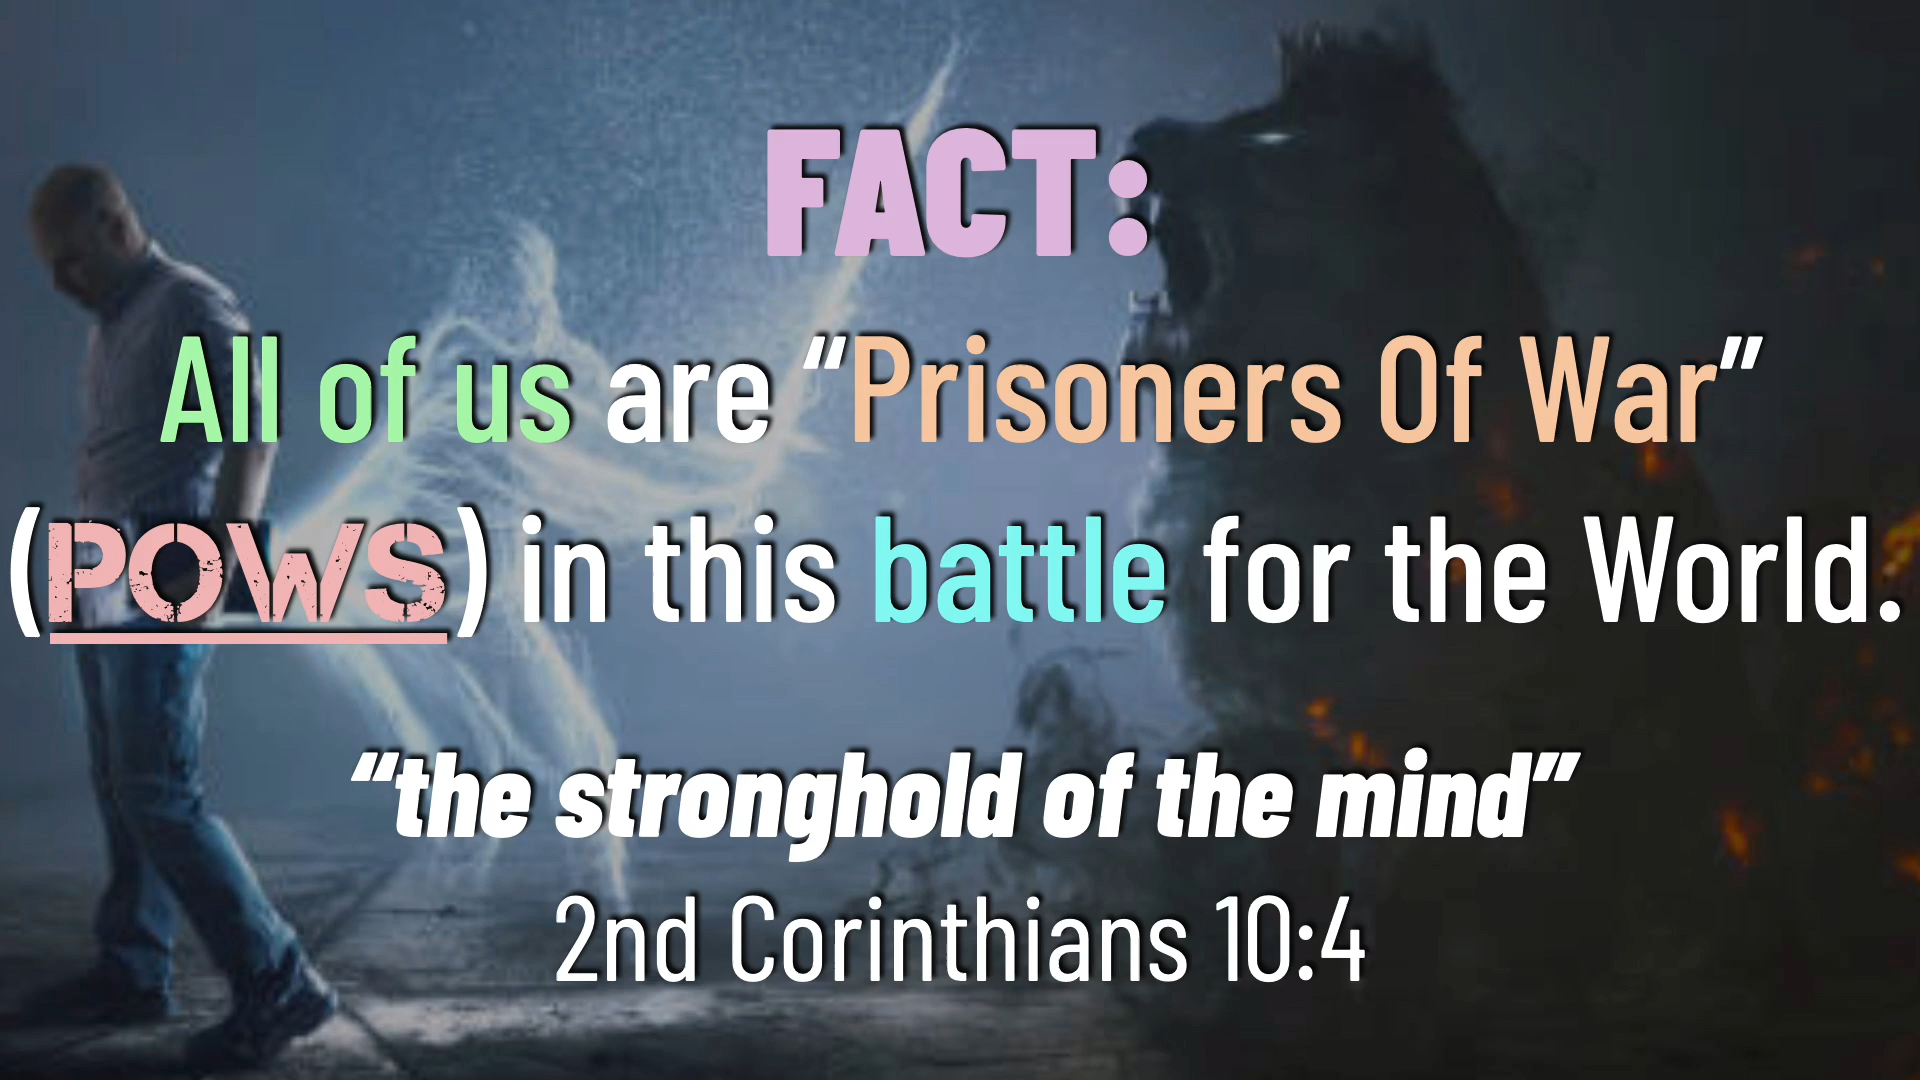 FACT:
All of us are “Prisoners Of War”
(POWS) in this battle for the World.
“the stronghold of the mind”
2nd Corinthians 10:4